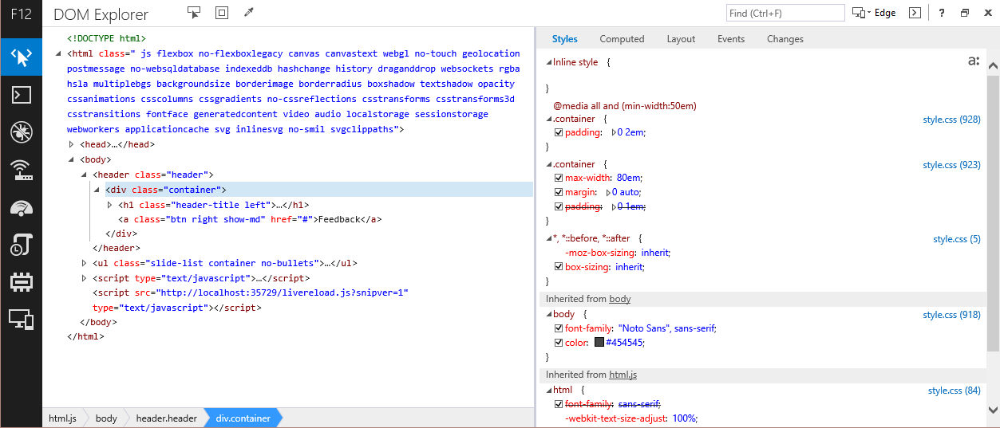 F12
DOM Explorer
Find (Ctrl+F)
Edge
?
<!DOCTYPE html>
<html class=" js flexbox no-flexboxlegacy canvas canvastext webgl no-touch geolocation
postmessage no-websqldatabase indexeddb hashchange history draganddrop websockets rgba
hsla multiplebgs backgroundsize borderimage borderradius boxshadow textshadow opacity
cssanimations csscolumns cssgradients no-cssreflections csstransforms csstransforms3d
csstransitions fontface generatedcontent video audio localstorage sessionstorage
webworkers applicationcache svg inlinesvg no-smil svgclippaths">
<head>…</head>
<body>
<header class="header">
<div class="container">
<h1 class="header-title left">…</h1>
<a class="btn right show-md" href="#">Feedback</a>
</div>
</header>
<ul class="slide-list container no-bullets">…</ul>
<script type="text/javascript">…</script>
<script src="http://localhost:35729/livereload.js?snipver=1"
type="text/javascript"></script>
</body>
</html>
html.js body header.header div.container
Styles Computed Layout Events Changes
Inline style {
a:
}
@media all and (min-width:50em)
.container { style.css (928)
padding: 0 2em;
}
.container { style.css (923)
max-width: 80em;
margin: 0 auto;
padding: 0 1em;
}
*, *::before, *::after { style.css (5)
-moz-box-sizing: inherit;
box-sizing: inherit;
}
Inherited from body
body { style.css (918)
font-family: "Noto Sans", sans-serif;
color: #454545;
}
Inherited from html.js
html { style.css (84)
font-family: sans-serif;
-webkit-text-size-adjust: 100%;